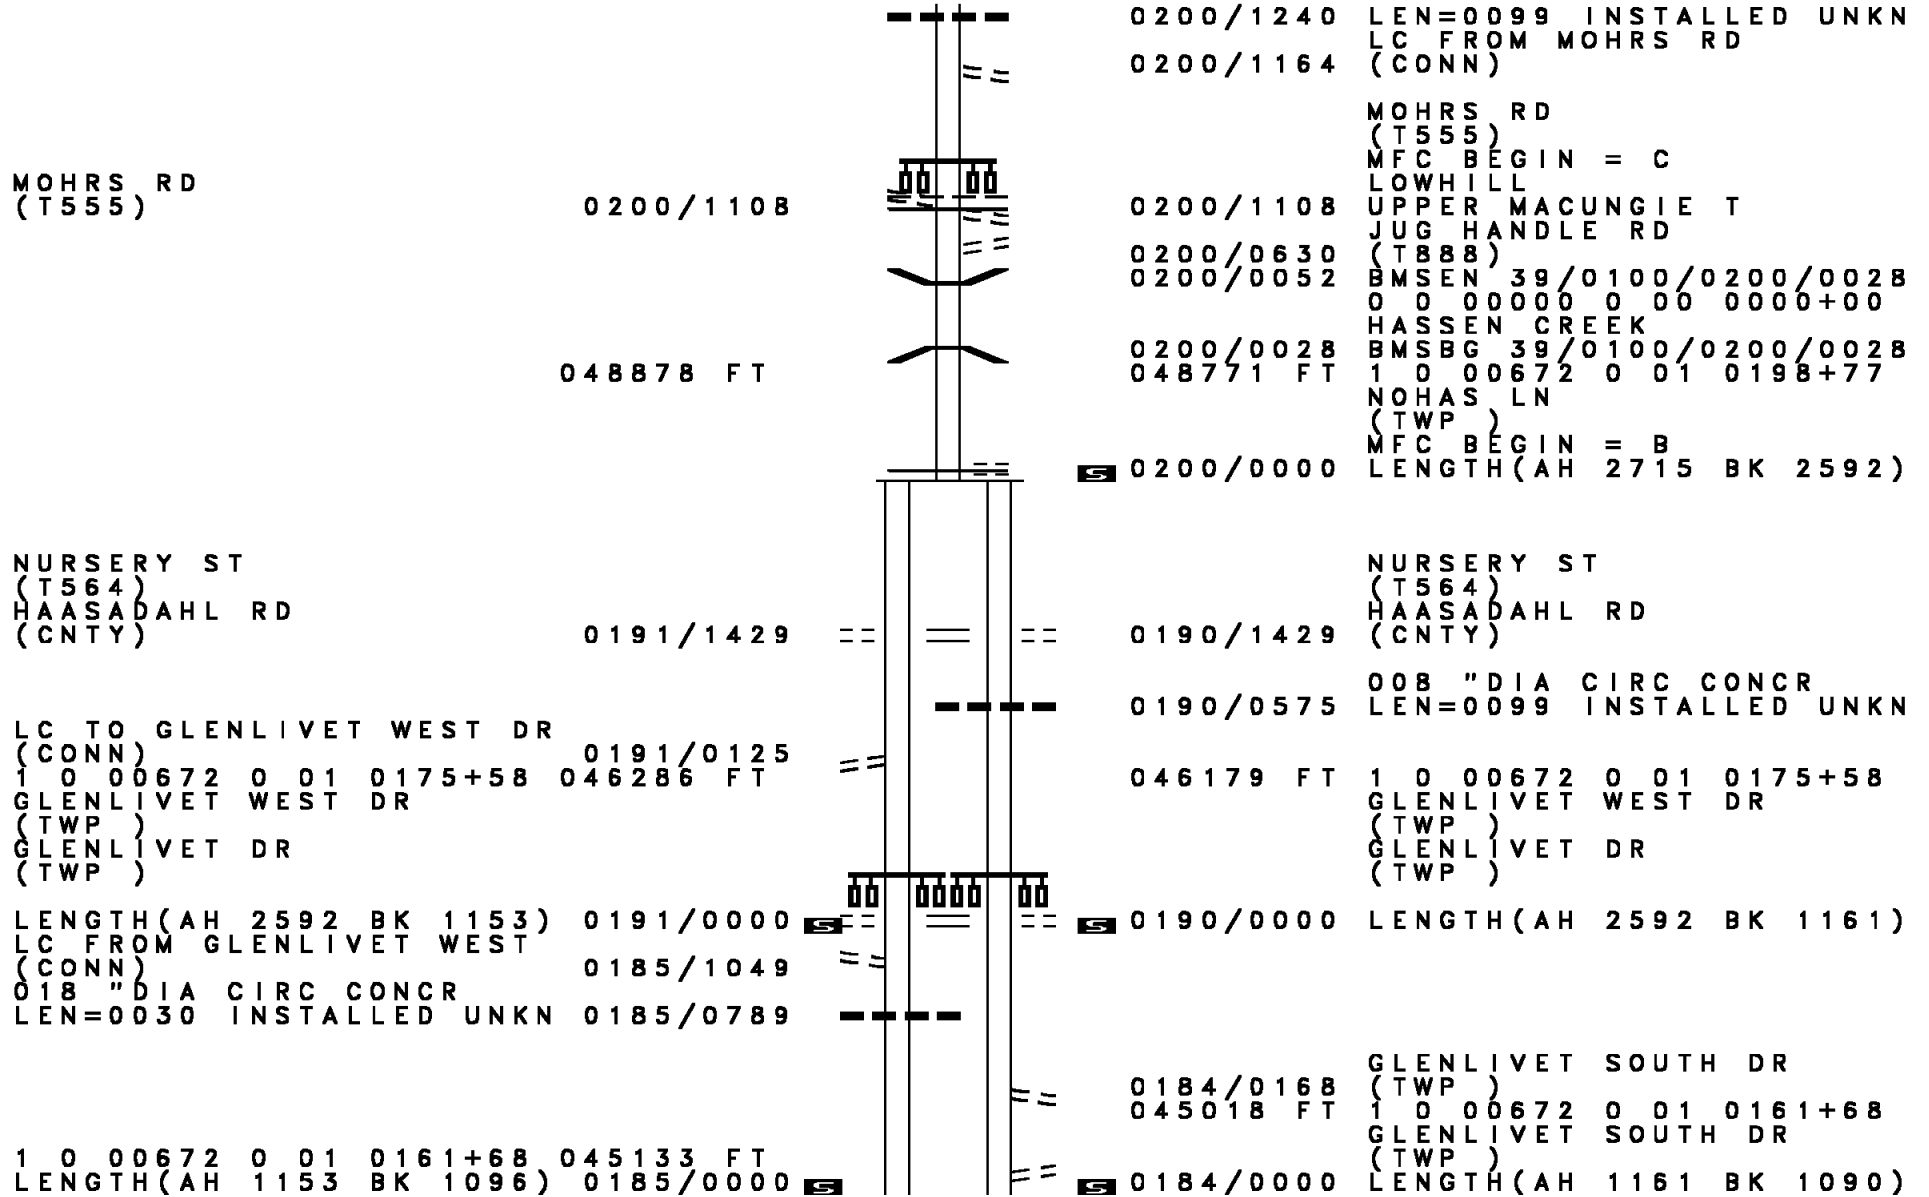 0200/1240 LEN=0099 INSTALLED UNKN
LC FROM MOHRS RD
0200/1164 (CONN)
MOHRS RD
(T555)
MFC BEGIN = C
MOHRS RD LOWHILL
(T555) 0200/1108 0200/1108 UPPER MACUNGIE T
JUG HANDLE RD
0200/0630 (T888)
0200/0052 BMSEN 39/0100/0200/0028
0 0 00000 0 00 0000+00
HASSEN CREEK
0200/0028 BMSBG 39/0100/0200/0028
048878 FT 048771 FT 1 0 00672 0 01 0198+77
NOHAS LN
(TWP )
MFC BEGIN = B
S 0200/0000 LENGTH(AH 2715 BK 2592)
NURSERY ST NURSERY ST
(T564) (T564)
HAASADAHL RD HAASADAHL RD
(CNTY) 0191/1429 0190/1429 (CNTY)
008 "DIA CIRC CONCR
0190/0575 LEN=0099 INSTALLED UNKN
LC TO GLENLIVET WEST DR
(CONN) 0191/0125
1 0 00672 0 01 0175+58 046286 FT 046179 FT 1 0 00672 0 01 0175+58
GLENLIVET WEST DR GLENLIVET WEST DR
(TWP ) (TWP )
GLENLIVET DR GLENLIVET DR
(TWP ) (TWP )
LENGTH(AH 2592 BK 1153) 0191/0000 S S 0190/0000 LENGTH(AH 2592 BK 1161)
LC FROM GLENLIVET WEST
(CONN) 0185/1049
018 "DIA CIRC CONCR
LEN=0030 INSTALLED UNKN 0185/0789
GLENLIVET SOUTH DR
0184/0168 (TWP )
045018 FT 1 0 00672 0 01 0161+68
GLENLIVET SOUTH DR
1 0 00672 0 01 0161+68 045133 FT (TWP )
LENGTH(AH 1153 BK 1096) 0185/0000 S S 0184/0000 LENGTH(AH 1161 BK 1090)